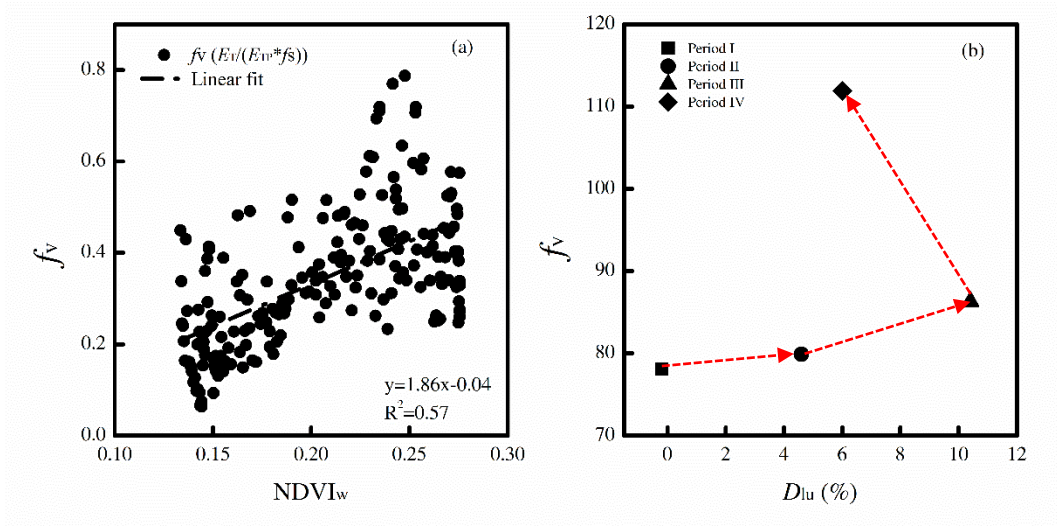 (a)
fv (ET/(ETP*fs))
Linear fit
0.8
0.6
0.4
0.2
0.0
fv
y=1.86x-0.04
R²=0.57
0.10 0.15 0.20 0.25 0.30
NDVIw
(b)
Period I
Period II
Period III
Period IV
120
110
100
90
80
70
fv
0 2 4 6 8 10 12
Dlu (%)